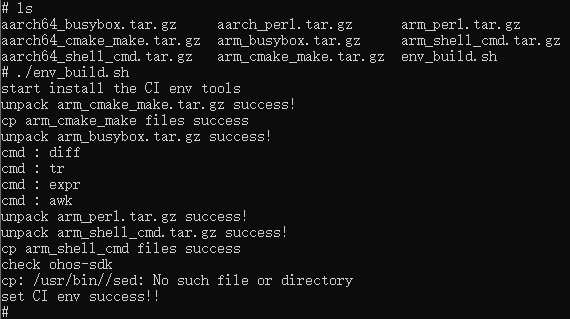 # ls
aarch64_busybox.tar.gz aarch_perl.tar.gz arm_perl.tar.gz
aarch64_cmake_make.tar.gz arm_busybox.tar.gz arm_shell_cmd.tar.gz
aarch64_shell_cmd.tar.gz arm_cmake_make.tar.gz env_build.sh
# ./env_build.sh
start install the CI env tools
unpack arm_cmake_make.tar.gz success!
cp arm_cmake_make files success
unpack arm_busybox.tar.gz success!
cmd : diff
cmd : tr
cmd : expr
cmd : awk
unpack arm_perl.tar.gz success!
unpack arm_shell_cmd.tar.gz success!
cp arm_shell_cmd files success
check ohos-sdk
cp: /usr/bin//sed: No such file or directory
set CI env success!!
#